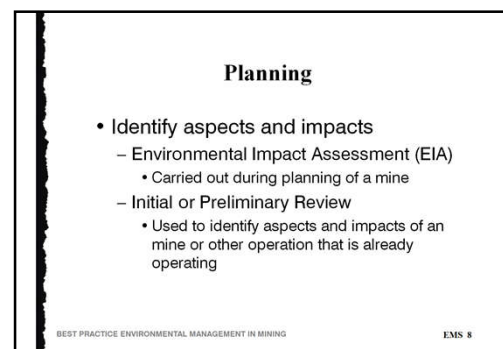 Planning
• Identify aspects and impacts
– Environmental Impact Assessment (EIA)
• Carried out during planning of a mine
– Initial or Preliminary Review
• Used to identify aspects and impacts of an
mine or other operation that is already
operating
BEST PRACTICE ENVIRONMENTAL MANAGEMENT IN MINING
EMS 8